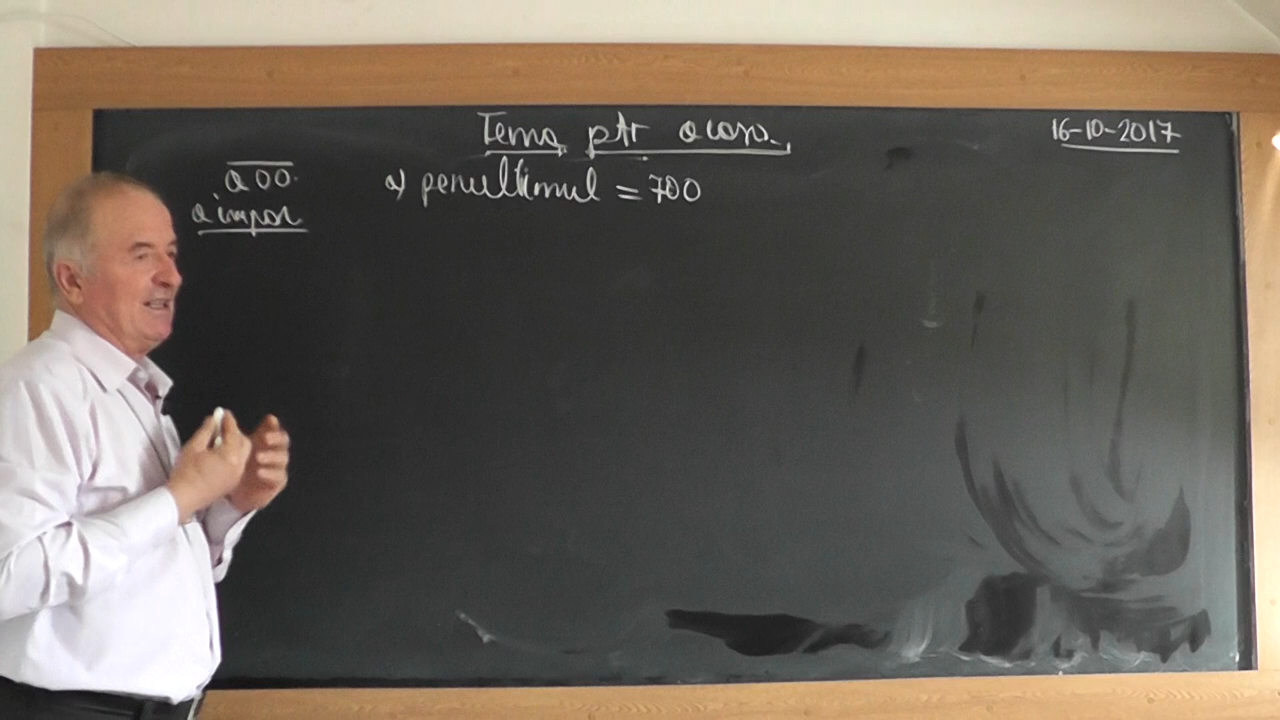 Tema ptr acasa
16-10-2017
a00
a impar
a) penultimul = 700